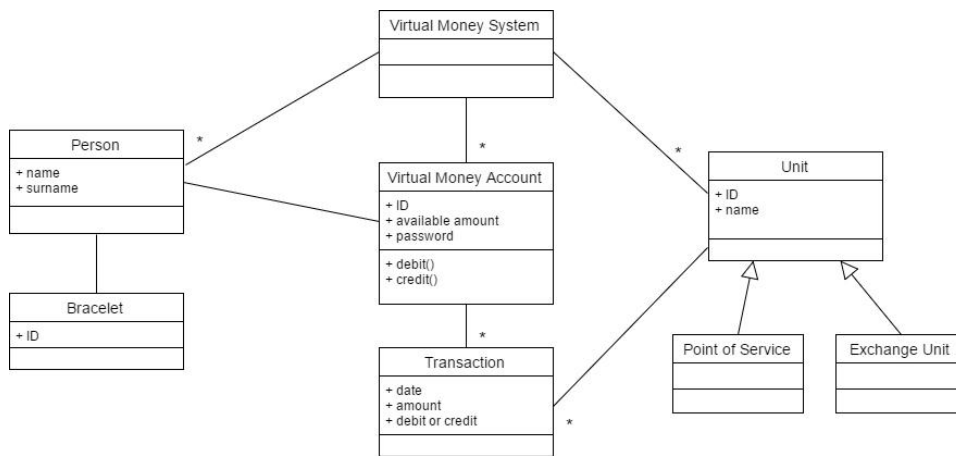 Virtual Money System
*
*
*
Person
+ name
+ surname
Virtual Money Account
+ ID
+ available amount
+ password
+ debit()
+ credit()
Unit
+ ID
+ name
Bracelet
+ ID
*
Transaction
+ date
+ amount
+ debit or credit
*
Point of Service
Exchange Unit